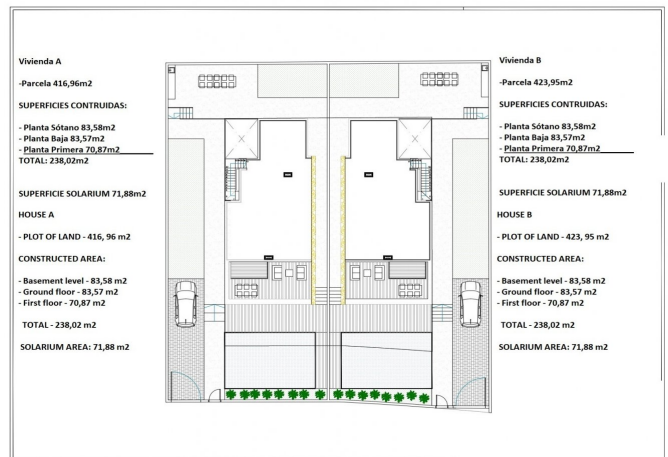 Vivienda A
-Parcela 416,96m2
SUPERFICIES CONTRUIDAS:
- Planta Sótano 83,58m2
- Planta Baja 83,57m2
- Planta Primera 70,87m2
TOTAL: 238,02m2
SUPERFICIE SOLARIUM 71,88m2
HOUSE A
- PLOT OF LAND - 416, 96 m2
CONSTRUCTED AREA:
- Basement level - 83,58 m2
- Ground floor - 83,57 m2
- First floor - 70,87 m2
TOTAL - 238,02 m2
SOLARIUM AREA: 71,88 m2
Vivienda B
-Parcela 423,95m2
SUPERFICIES CONTRUIDAS:
- Planta Sótano 83,58m2
- Planta Baja 83,57m2
- Planta Primera 70,87m2
TOTAL: 238,02m2
SUPERFICIE SOLARIUM 71,88m2
HOUSE B
- PLOT OF LAND - 423, 95 m2
CONSTRUCTED AREA:
- Basement level - 83,58 m2
- Ground floor - 83,57 m2
- First floor - 70,87 m2
TOTAL - 238,02 m2
SOLARIUM AREA: 71,88 m2